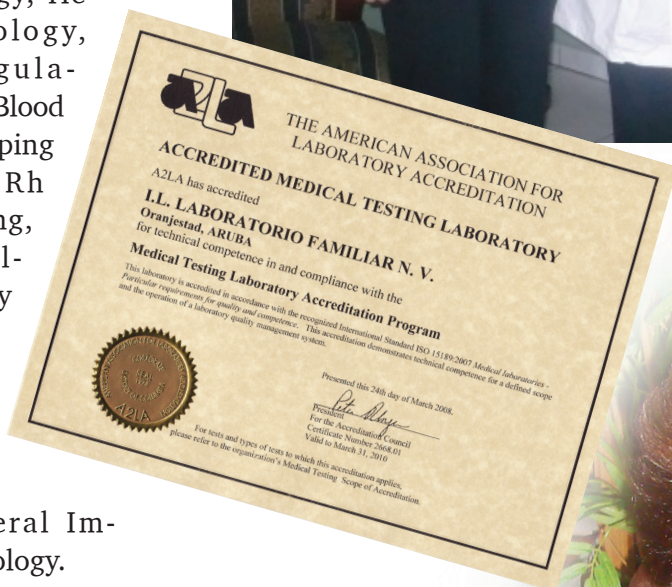 gy, He-
ology,
gula-
Blood
ping
Rh
ng,
l-
y
eral Im-
ology.
A2LA
THE AMERICAN ASSOCIATION FOR
LABORATORY ACCREDITATION
ACCREDITED MEDICAL TESTING LABORATORY
A2LA has accredited
I.L. LABORATORIO FAMILIAR N. V.
Oranjestad, ARUBA
for technical competence in and compliance with the
Medical Testing Laboratory Accreditation Program
This laboratory is accredited in accordance with the recognized International Standard ISO 15189:2007 Medical laboratories -
Particular requirements for quality and competence. This accreditation demonstrates technical competence for a defined scope
and the operation of a laboratory quality management system.
Presented this 24th day of March 2008.
President
For the Accreditation Council
Certificate Number 2668.01
Valid to March 31, 2010
A2LA
For tests and types of tests to which this accreditation applies,
please refer to the organization's Medical Testing Scope of Accreditation.